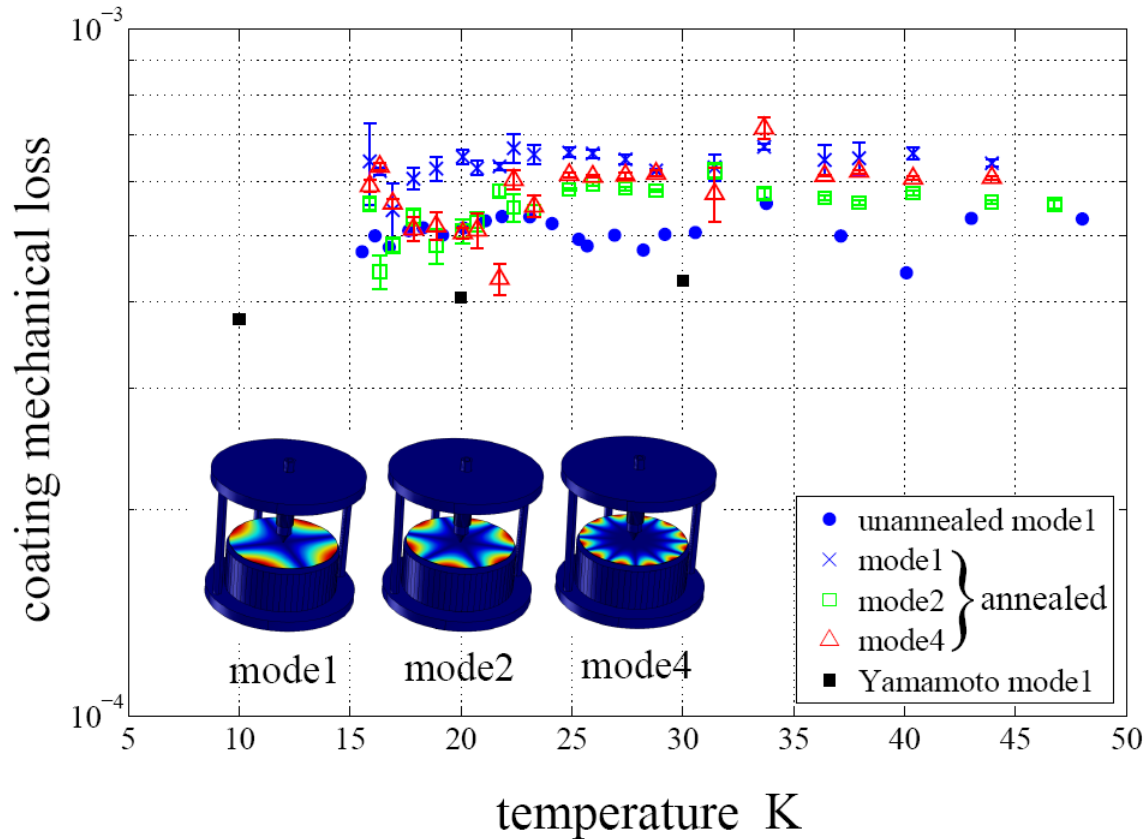 10⁻³
coating mechanical loss
10⁻⁴
mode1 mode2 mode4
unannealed mode1
mode1
mode2
mode4
annealed
Yamamoto mode1
5 10 15 20 25 30 35 40 45 50
temperature K